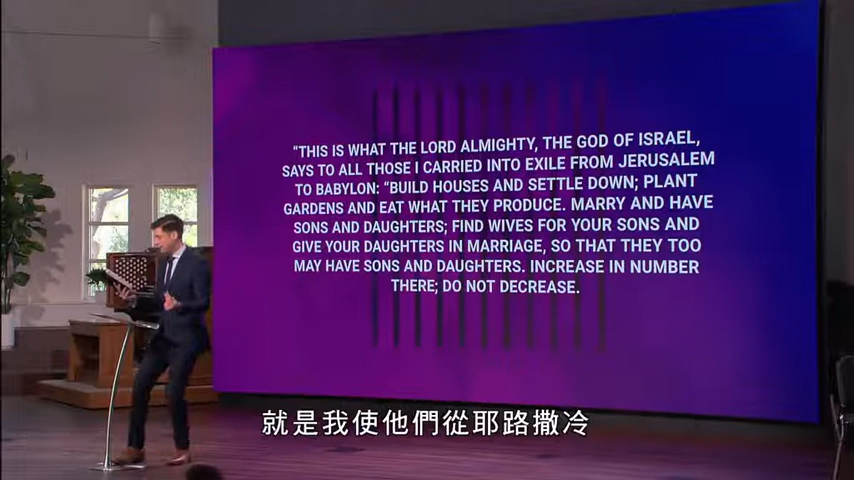 "THIS IS WHAT THE LORD ALMIGHTY, THE GOD OF ISRAEL,
SAYS TO ALL THOSE I CARRIED INTO EXILE FROM JERUSALEM
TO BABYLON: "BUILD HOUSES AND SETTLE DOWN; PLANT
GARDENS AND EAT WHAT THEY PRODUCE. MARRY AND HAVE
SONS AND DAUGHTERS; FIND WIVES FOR YOUR SONS AND
GIVE YOUR DAUGHTERS IN MARRIAGE, SO THAT THEY TOO
MAY HAVE SONS AND DAUGHTERS. INCREASE IN NUMBER
THERE; DO NOT DECREASE.
就是我使他們從耶路撒冷